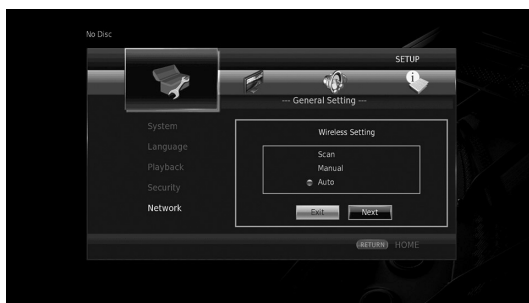 No Disc
SETUP
--- General Setting ---
System
Language
Playback
Security
Network
Wireless Setting
Scan
Manual
Auto
Exit Next
RETURN HOME